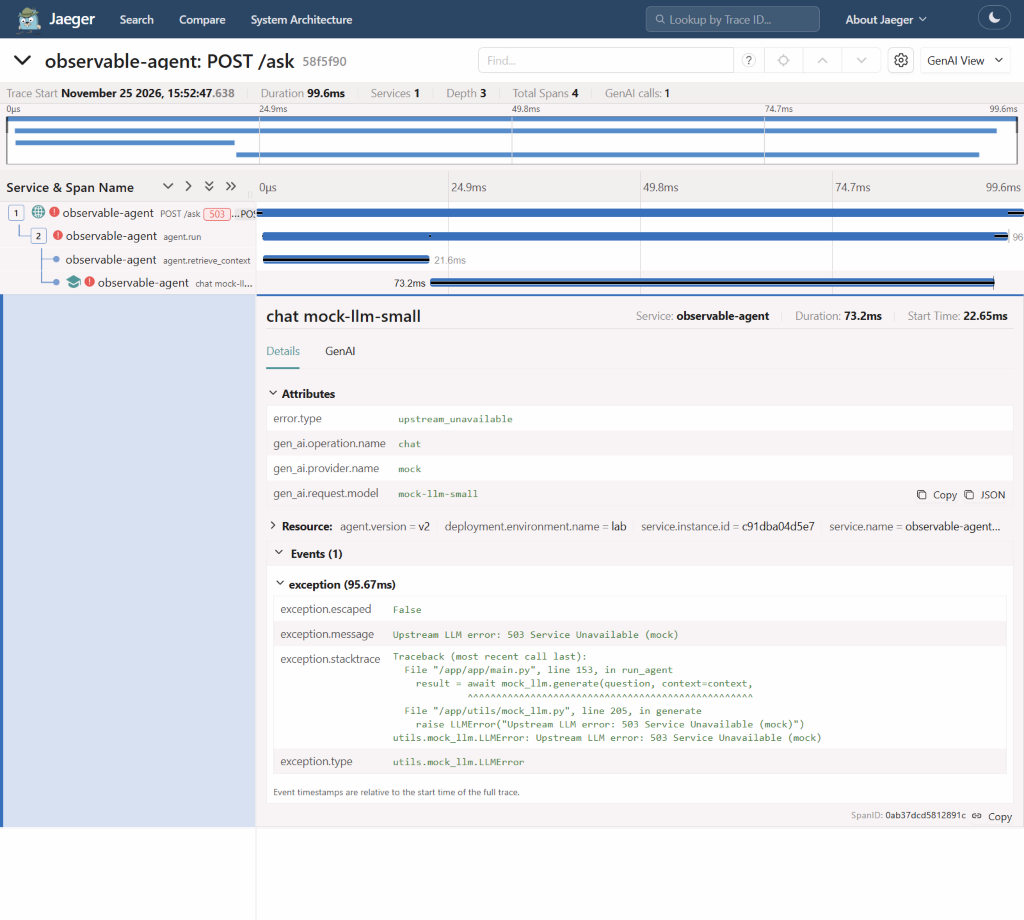 Jaeger Search Compare System Architecture Lookup by Trace ID... About Jaeger
observable-agent: POST /ask 58f5f90 Find... ? GenAI View
Trace Start November 25 2026, 15:52:47.638 Duration 99.6ms Services 1 Depth 3 Total Spans 4 GenAI calls: 1
0μs 24.9ms 49.8ms 74.7ms 99.6ms
Service & Span Name 0μs 24.9ms 49.8ms 74.7ms 99.6ms
1 observable-agent POST /ask 503 ...POS
2 observable-agent agent.run 96
observable-agent agent.retrieve_context 21.6ms
observable-agent chat mock-ll... 73.2ms
chat mock-llm-small Service: observable-agent Duration: 73.2ms Start Time: 22.65ms
Details GenAI
Attributes
error.type upstream_unavailable
gen_ai.operation.name chat
gen_ai.provider.name mock
gen_ai.request.model mock-llm-small Copy JSON
Resource: agent.version = v2 deployment.environment.name = lab service.instance.id = c91dba04d5e7 service.name = observable-agent...
Events (1)
exception (95.67ms)
exception.escaped False
exception.message Upstream LLM error: 503 Service Unavailable (mock)
exception.stacktrace Traceback (most recent call last):
File "/app/app/main.py", line 153, in run_agent
result = await mock_llm.generate(question, context=context,
^^^^^^^^^^^^^^^^^^^^^^^^^^^^^^^^^^^^^^^^^^^^^^^^^^
File "/app/utils/mock_llm.py", line 205, in generate
raise LLMError("Upstream LLM error: 503 Service Unavailable (mock)")
utils.mock_llm.LLMError: Upstream LLM error: 503 Service Unavailable (mock)
exception.type utils.mock_llm.LLMError
Event timestamps are relative to the start time of the full trace.
SpanID: 0ab37dcd5812891c Copy